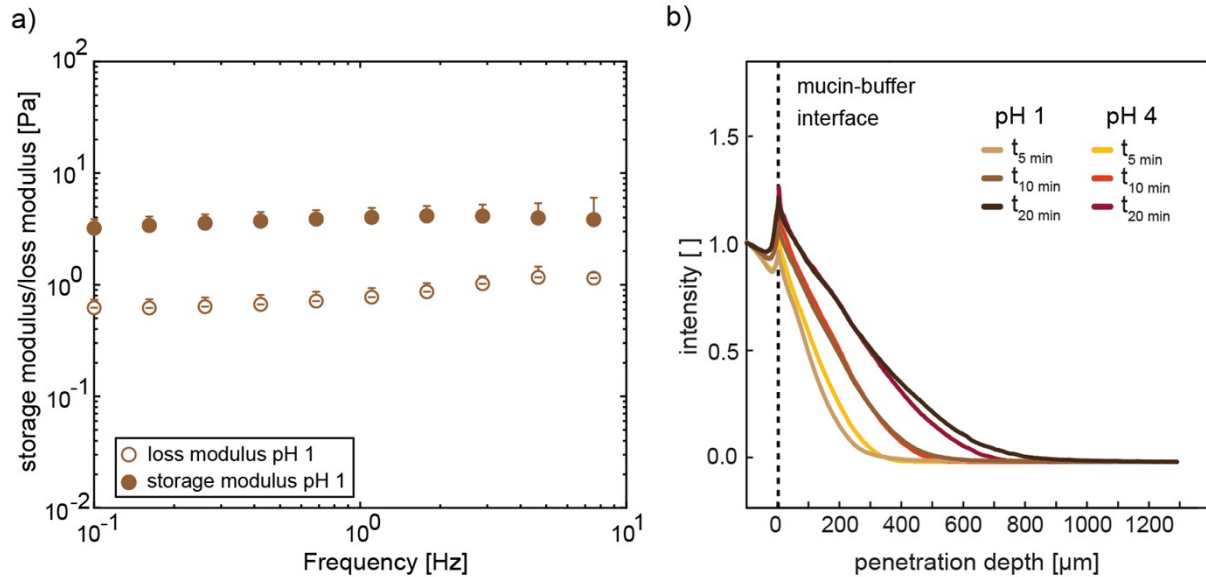 a)
storage modulus/loss modulus [Pa]
10^2
10^1
10^0
10^-1
10^-2
loss modulus pH 1
storage modulus pH 1
10^-1
10^0
10^1
Frequency [Hz]
b)
intensity [ ]
1.5
1.0
0.5
0.0
mucin-buffer
interface
pH 1
pH 4
t5 min
t5 min
t10 min
t10 min
t20 min
t20 min
0
200
400
600
800
1000
1200
penetration depth [µm]